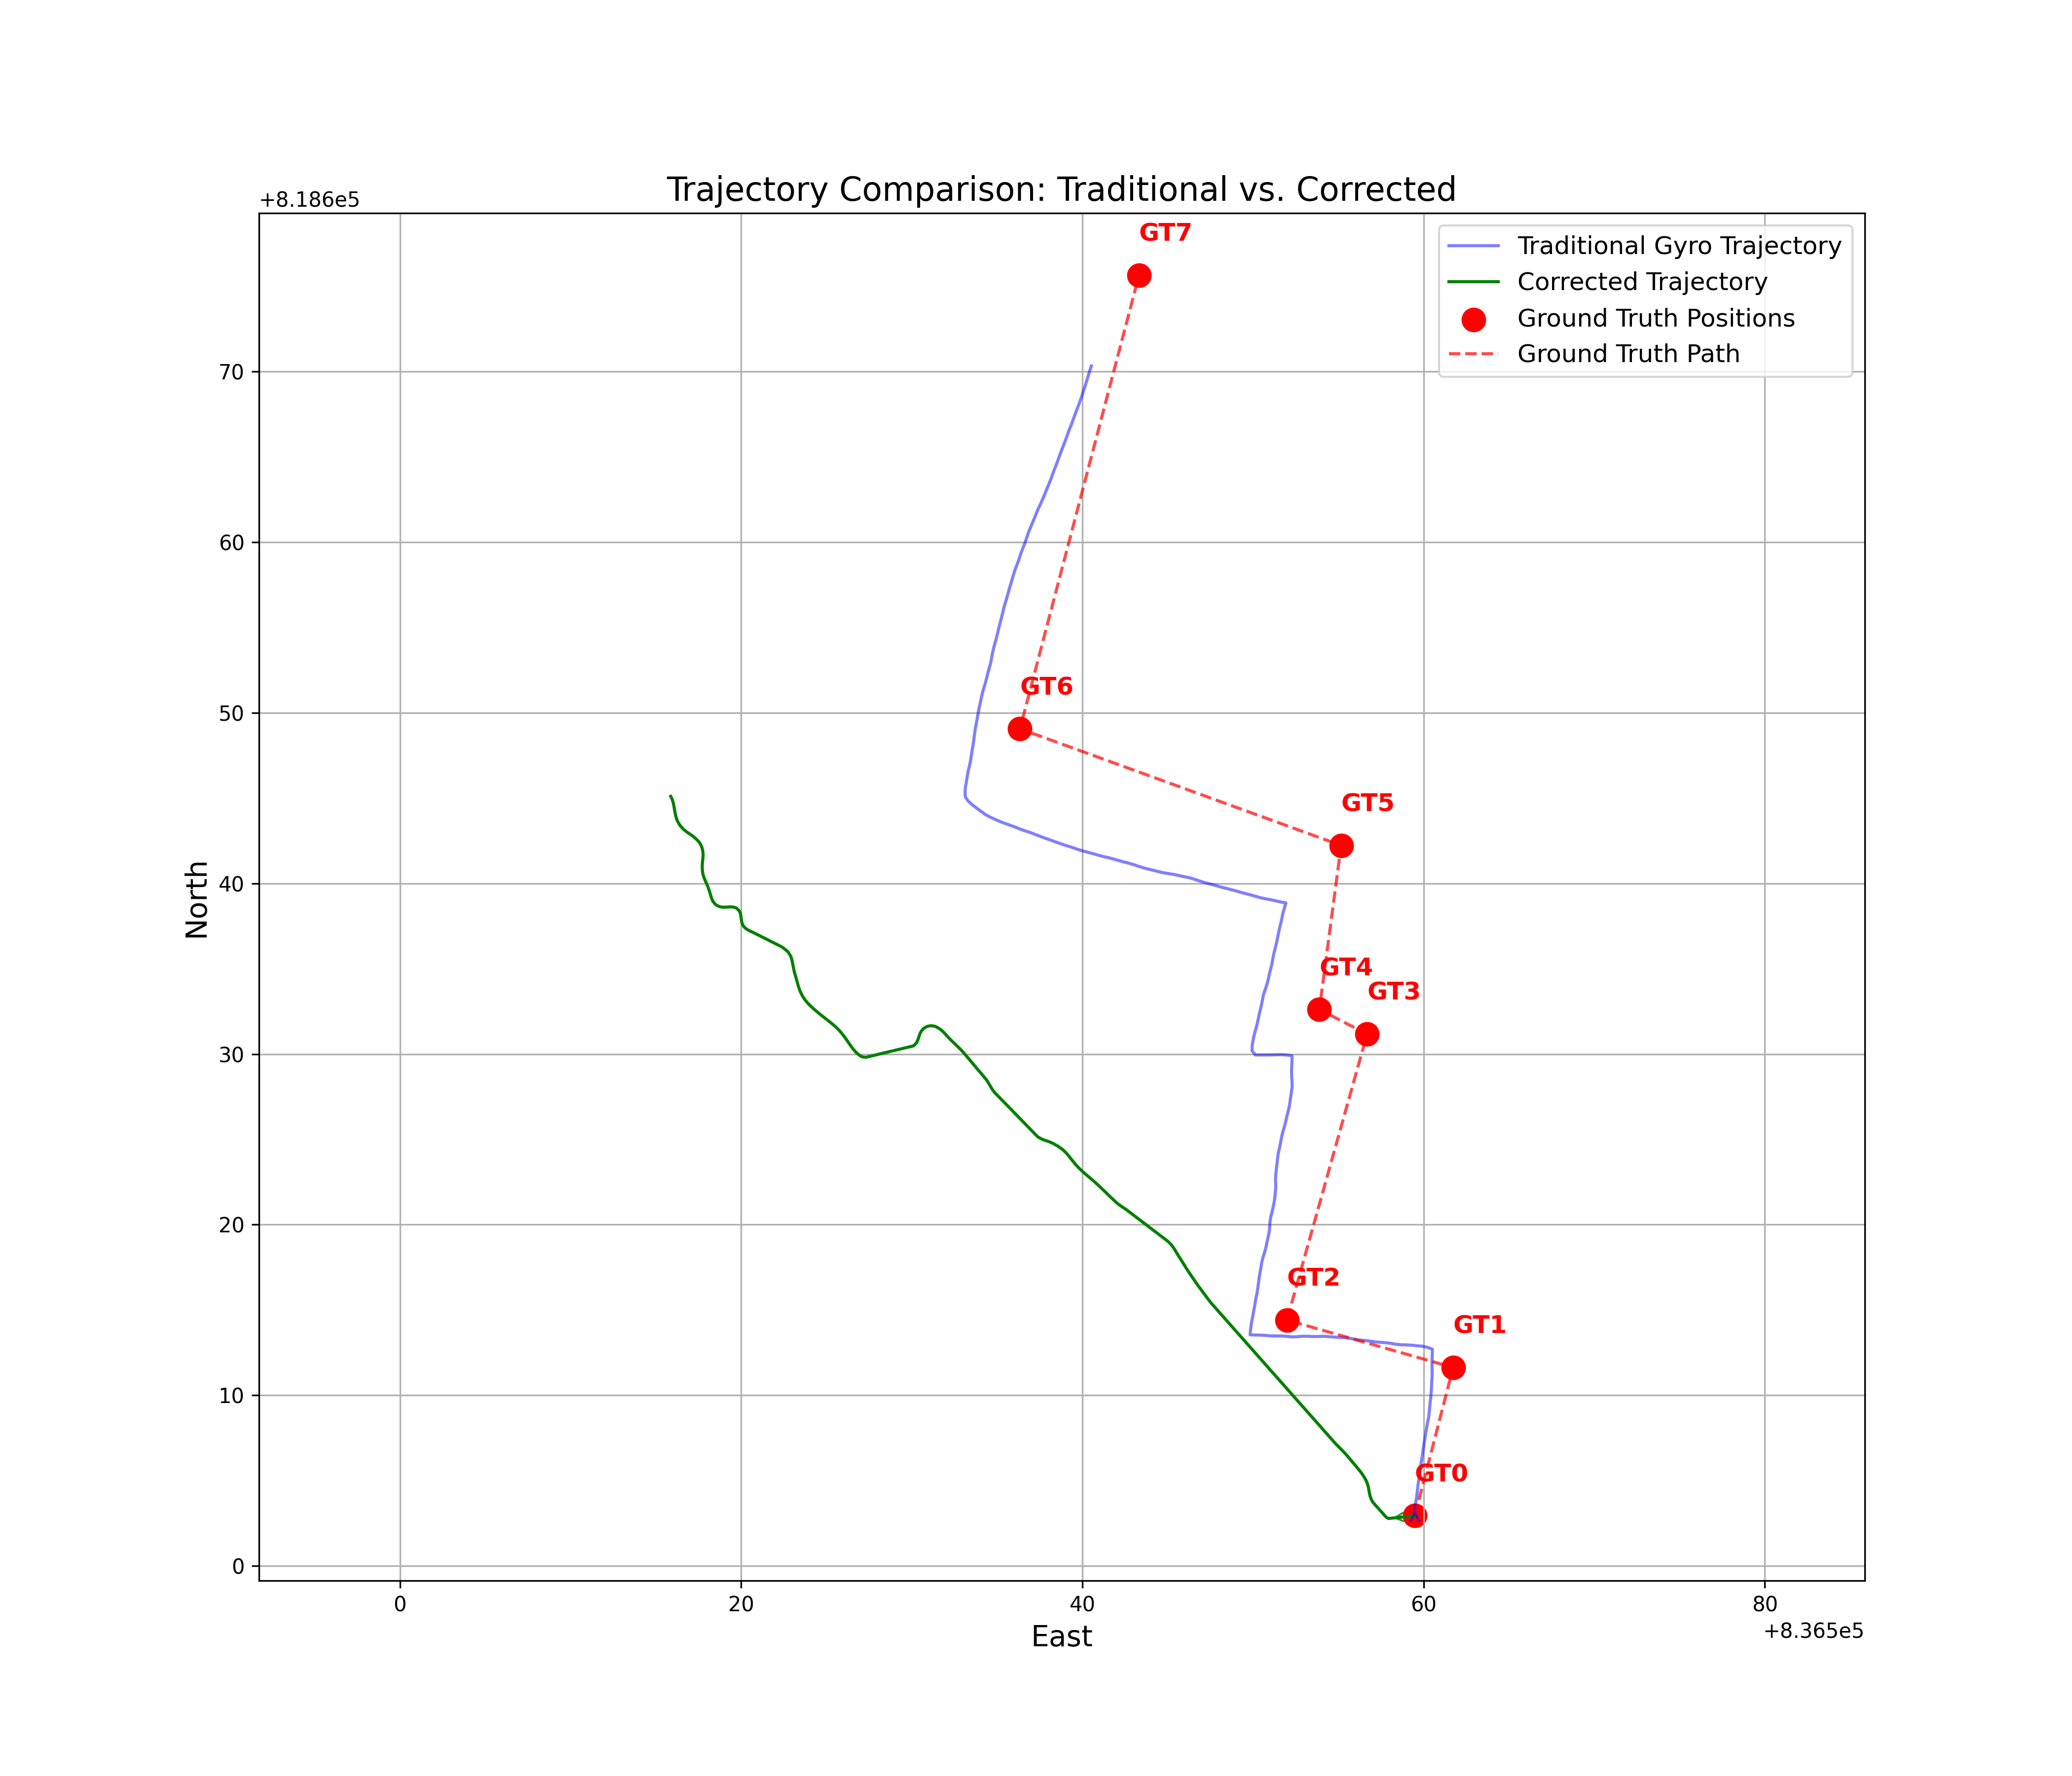 Trajectory Comparison: Traditional vs. Corrected
+8.186e5
GT7
Traditional Gyro Trajectory
Corrected Trajectory
Ground Truth Positions
Ground Truth Path
70
60
GT6
50
GT5
North
40
GT4
GT3
30
20
GT2
GT1
10
GT0
0
0 20 40 60 80
East
+8.365e5